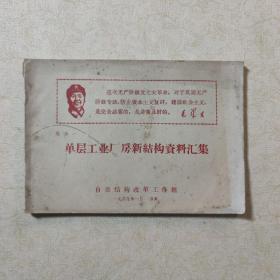 这次无产阶级文化大革命，对于巩固无产
阶级专政，防止资本主义复辟，建设社会主义，
是完全必要的，是非常及时的。 毛泽东
单层工业厂房新结构资料汇集
自贡结构改革工作组